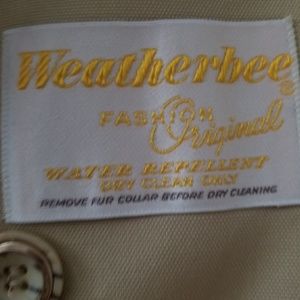 Weatherbee®
FASHION
Original
WATER REPELLENT
DRY CLEAN ONLY
REMOVE FUR COLLAR BEFORE DRY CLEANING